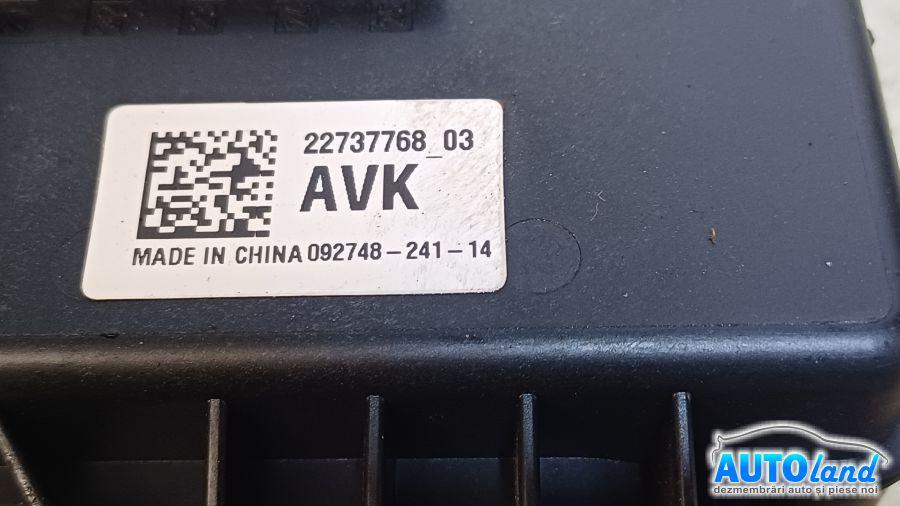 22737768_03
AVK
MADE IN CHINA 092748-241-14
AUTOland
dezmembrări auto și piese noi